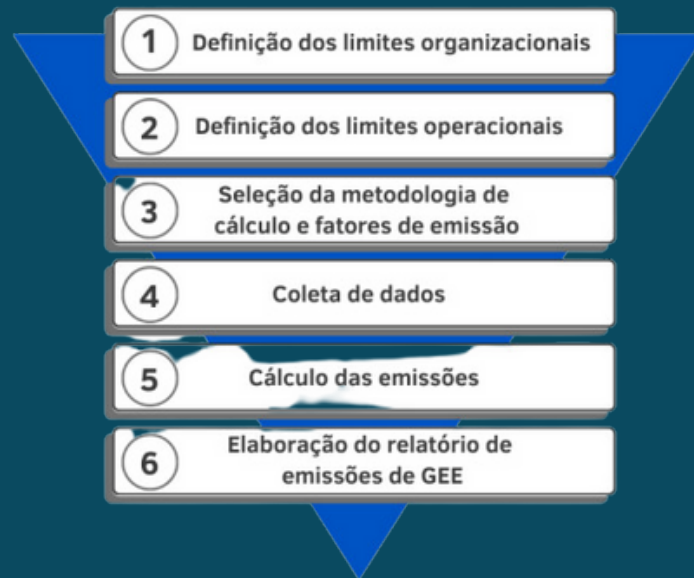 1 Definição dos limites organizacionais
2 Definição dos limites operacionais
3 Seleção da metodologia de
cálculo e fatores de emissão
4 Coleta de dados
5 Cálculo das emissões
6 Elaboração do relatório de
emissões de GEE